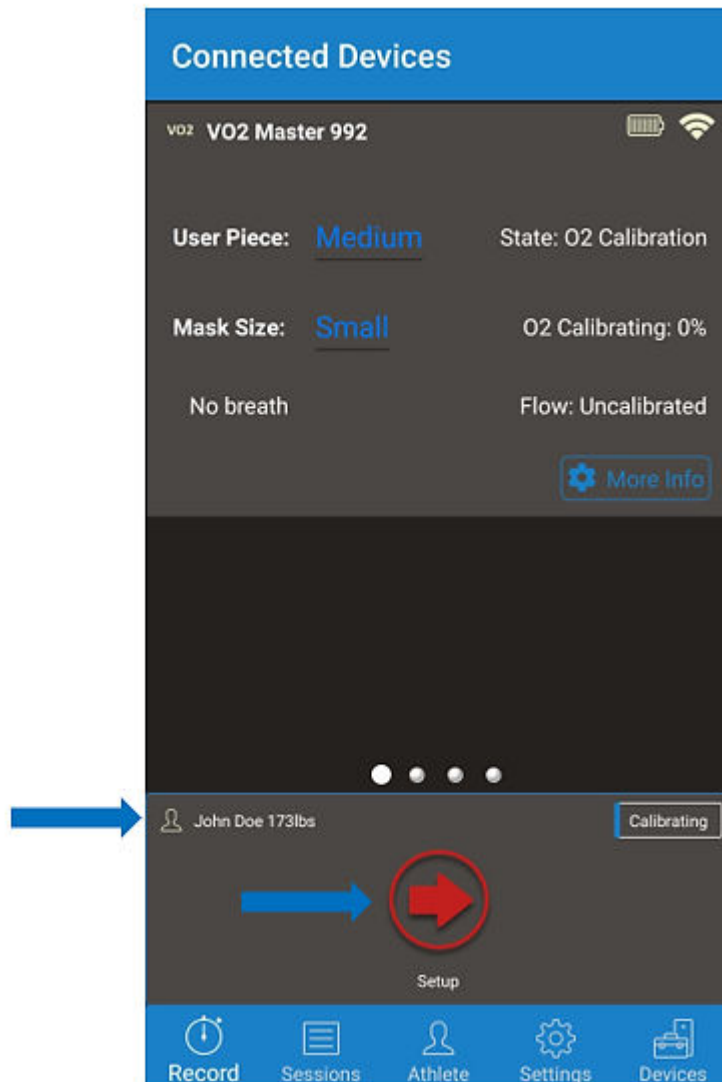 Connected Devices
VO2 VO2 Master 992
User Piece: Medium State: O2 Calibration
Mask Size: Small O2 Calibrating: 0%
No breath Flow: Uncalibrated
More Info
John Doe 173lbs Calibrating
Setup
Record Sessions Athlete Settings Devices